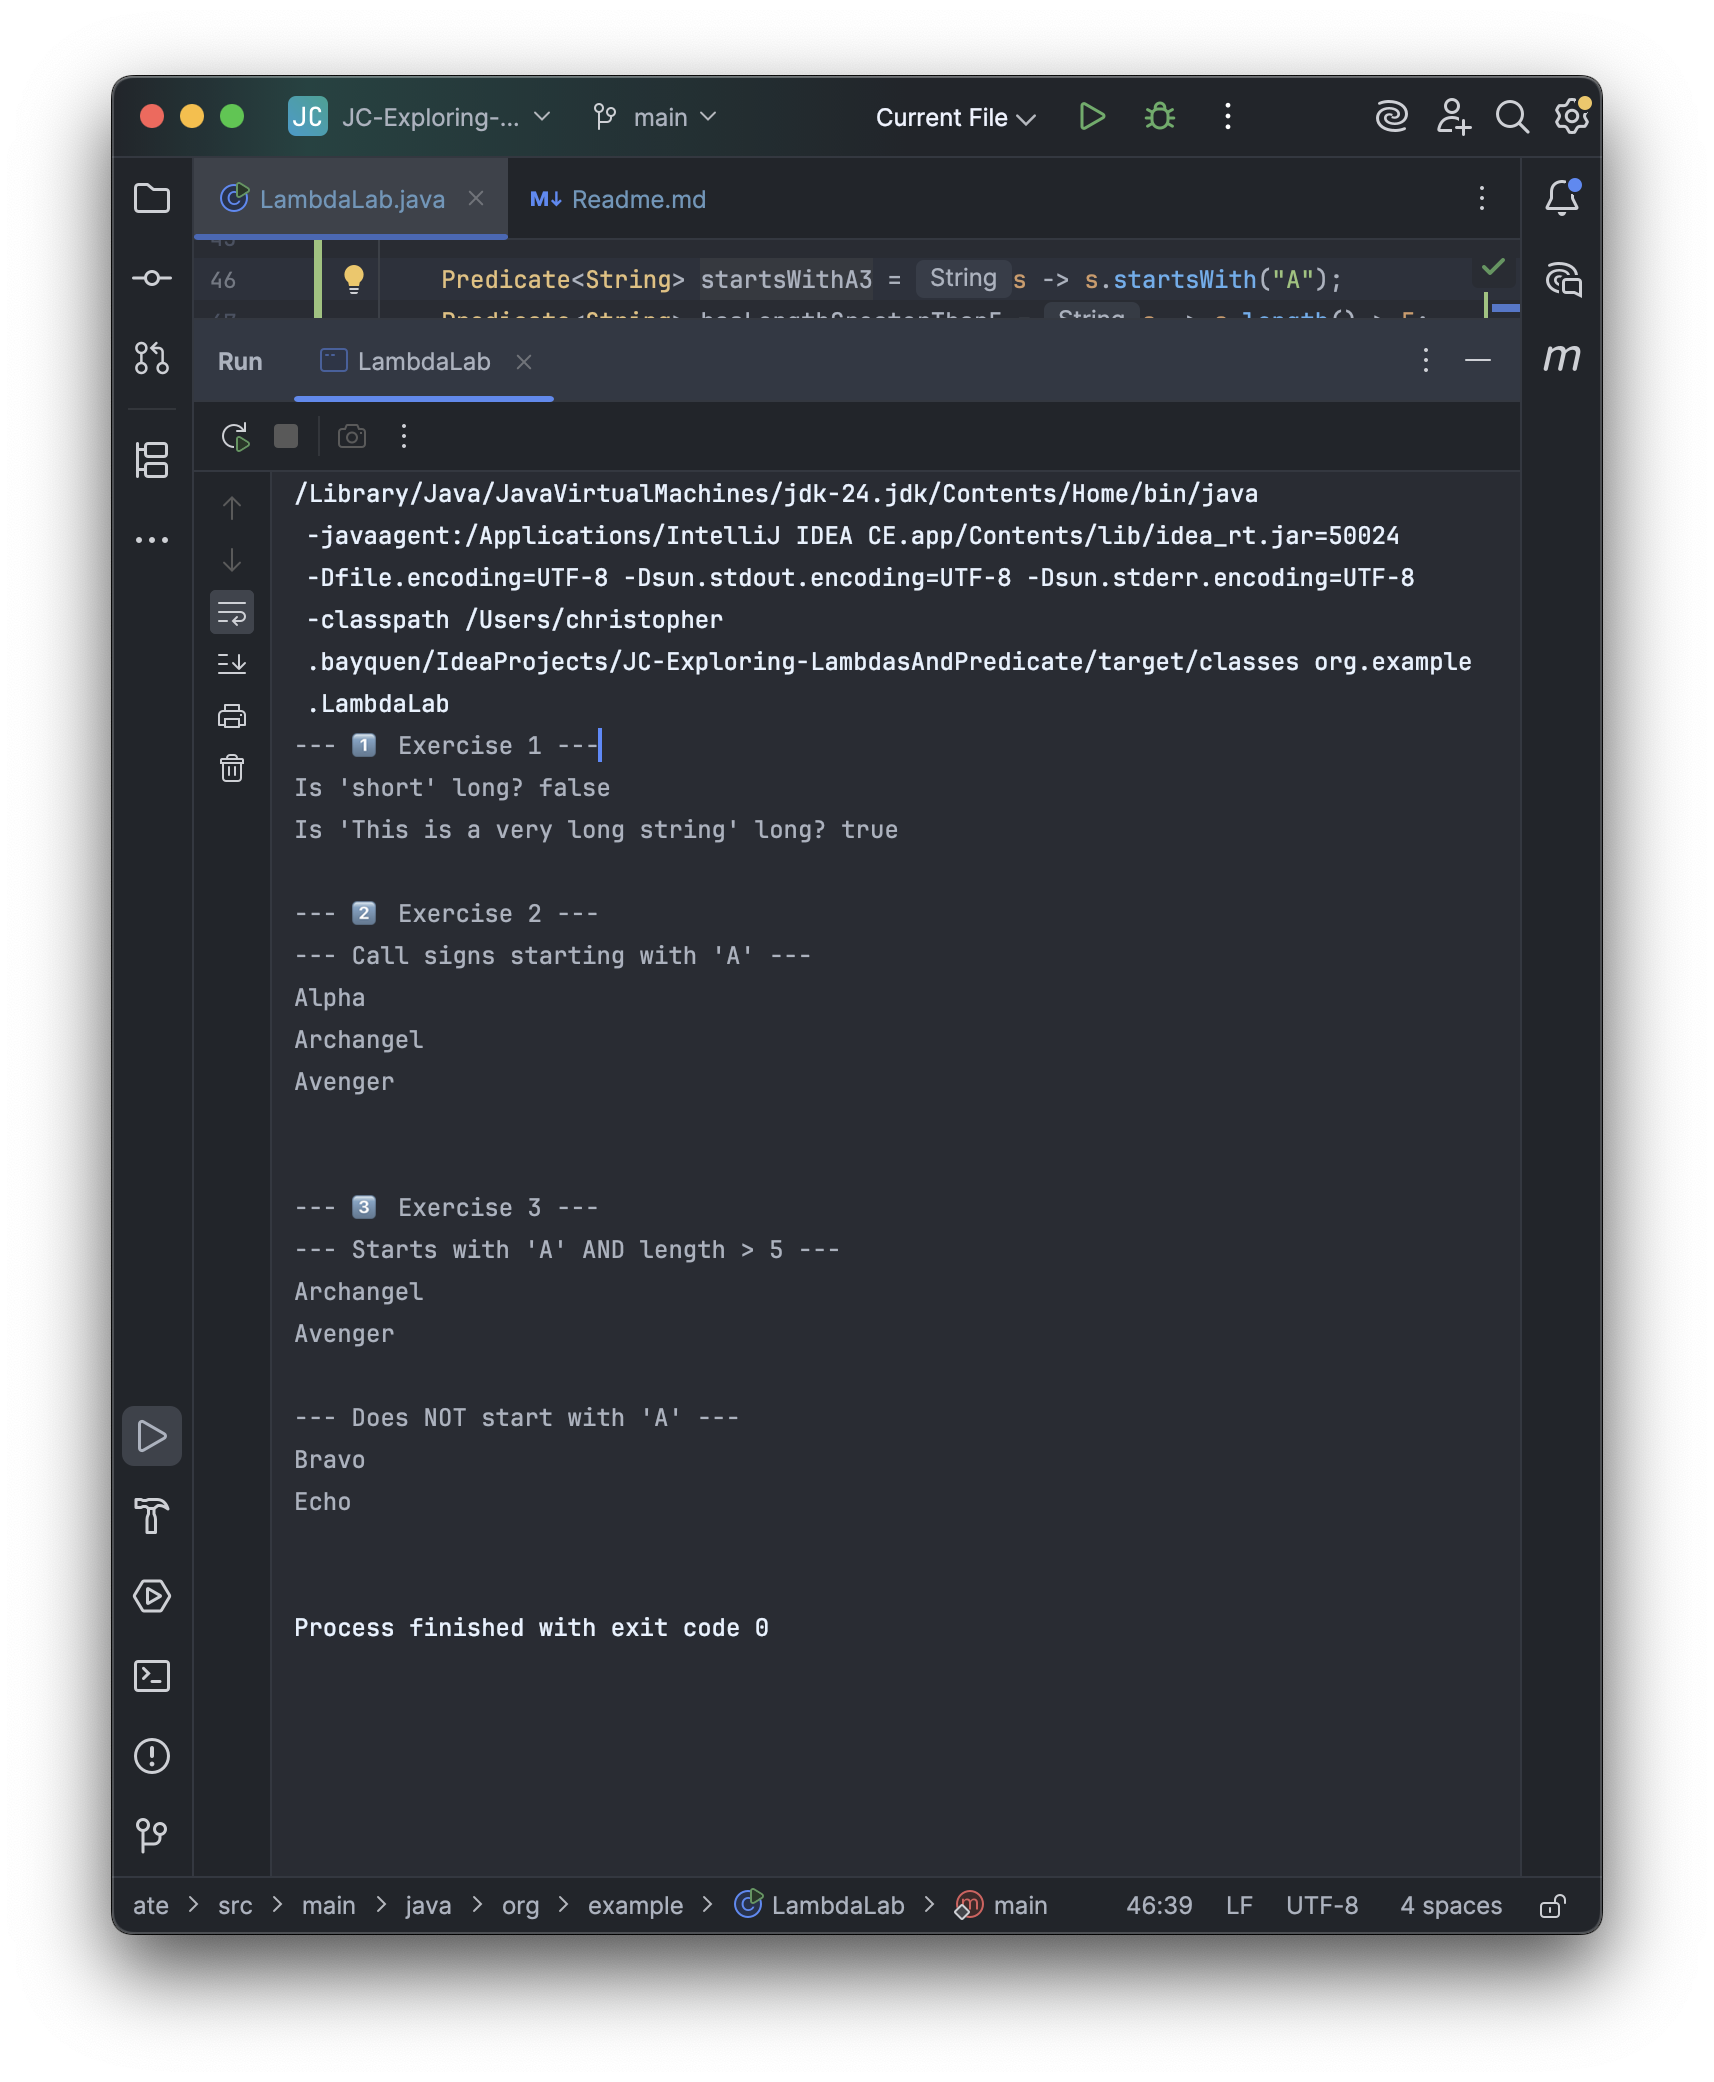 JC JC-Exploring-... main Current File
LambdaLab.java M↓ Readme.md
46 Predicate<String> startsWithA3 = String s -> s.startsWith("A");
Run LambdaLab
m
/Library/Java/JavaVirtualMachines/jdk-24.jdk/Contents/Home/bin/java
-javaagent:/Applications/IntelliJ IDEA CE.app/Contents/lib/idea_rt.jar=50024
-Dfile.encoding=UTF-8 -Dsun.stdout.encoding=UTF-8 -Dsun.stderr.encoding=UTF-8
-classpath /Users/christopher
.bayquen/IdeaProjects/JC-Exploring-LambdasAndPredicate/target/classes org.example
.LambdaLab
--- 1️⃣ Exercise 1 ---
Is 'short' long? false
Is 'This is a very long string' long? true
--- 2️⃣ Exercise 2 ---
--- Call signs starting with 'A' ---
Alpha
Archangel
Avenger
--- 3️⃣ Exercise 3 ---
--- Starts with 'A' AND length > 5 ---
Archangel
Avenger
--- Does NOT start with 'A' ---
Bravo
Echo
Process finished with exit code 0
ate > src > main > java > org > example > LambdaLab > main 46:39 LF UTF-8 4 spaces